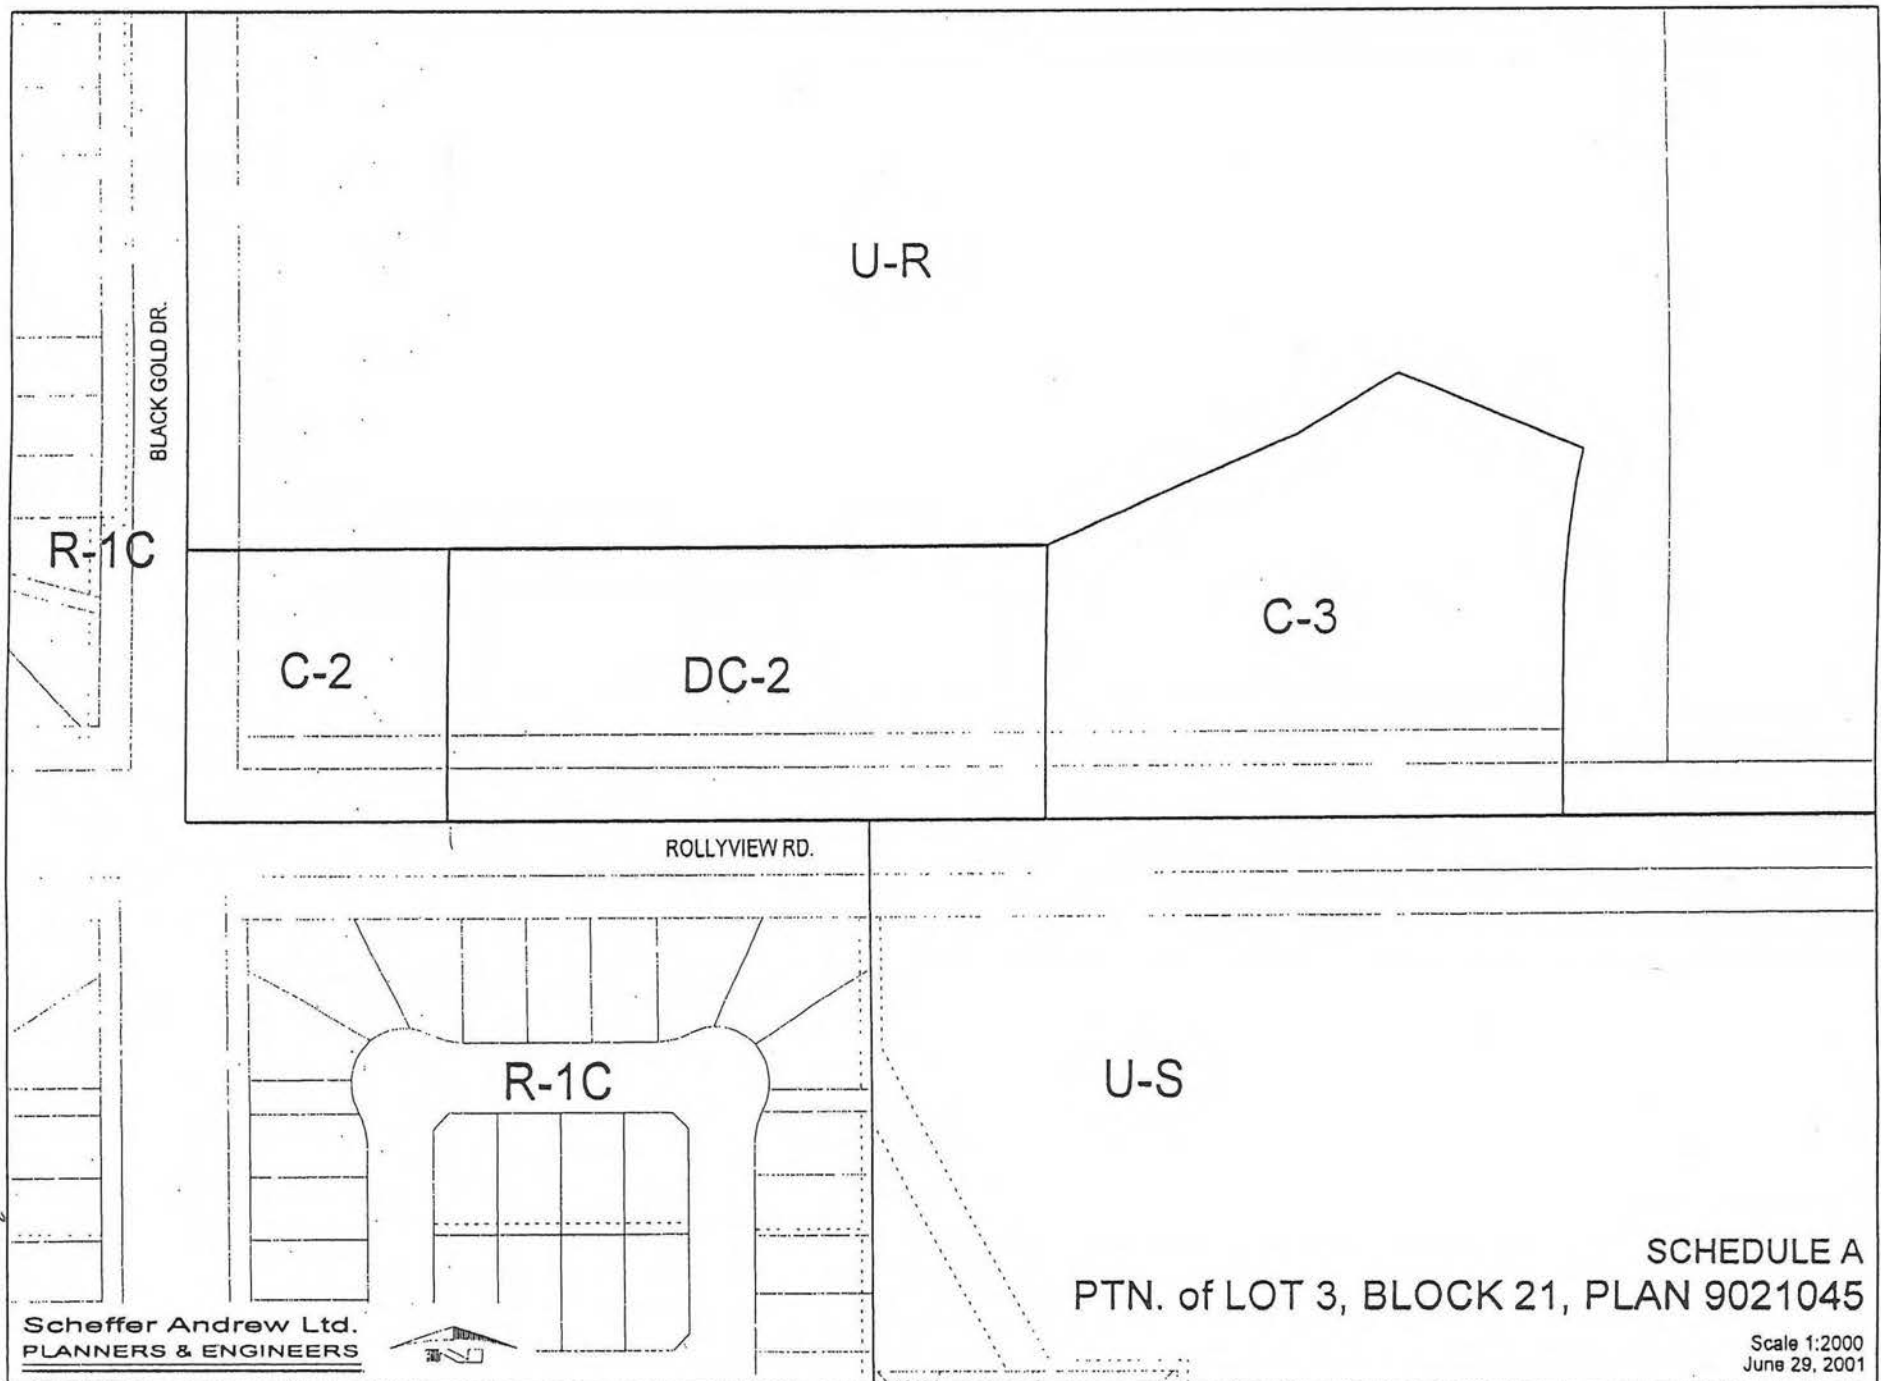 U-R
BLACK GOLD DR.
R-1C
C-2
DC-2
C-3
ROLLYVIEW RD.
R-1C
U-S
SCHEDULE A
PTN. of LOT 3, BLOCK 21, PLAN 9021045
Scale 1:2000
June 29, 2001
Scheffer Andrew Ltd.
PLANNERS & ENGINEERS